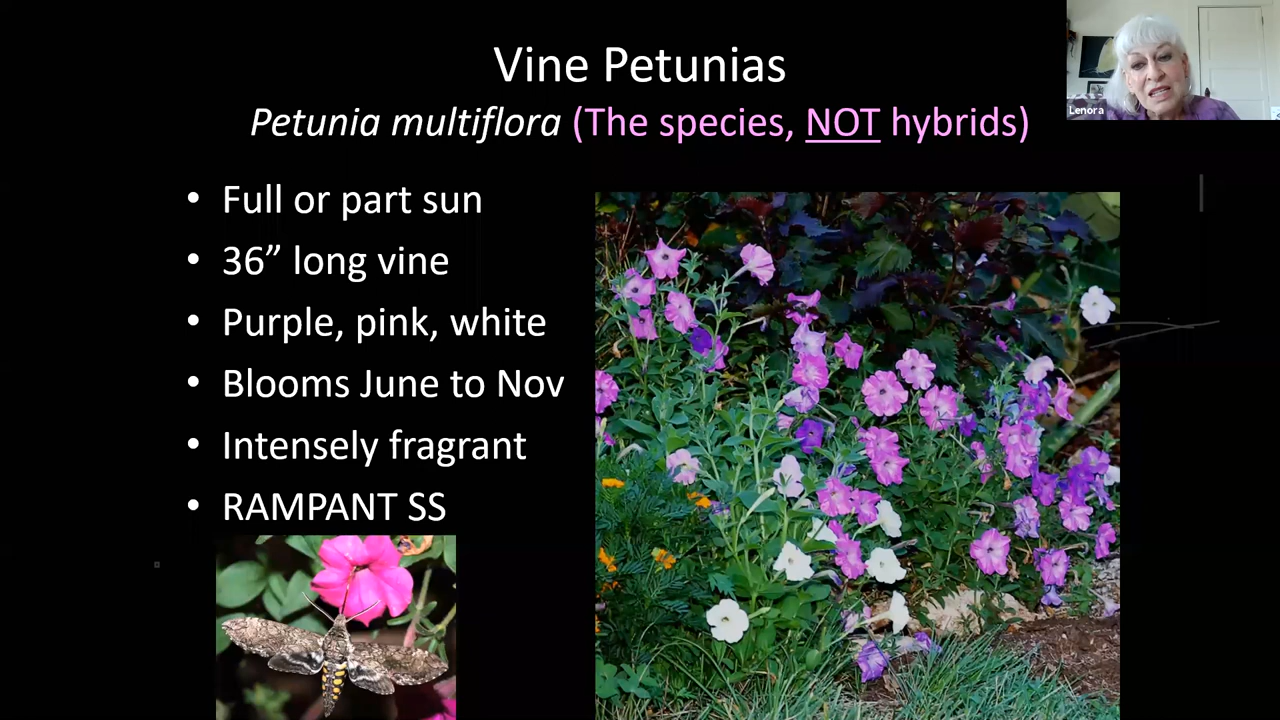 Vine Petunias
Petunia multiflora (The species, NOT hybrids)
Lenora
• Full or part sun
• 36” long vine
• Purple, pink, white
• Blooms June to Nov
• Intensely fragrant
• RAMPANT SS